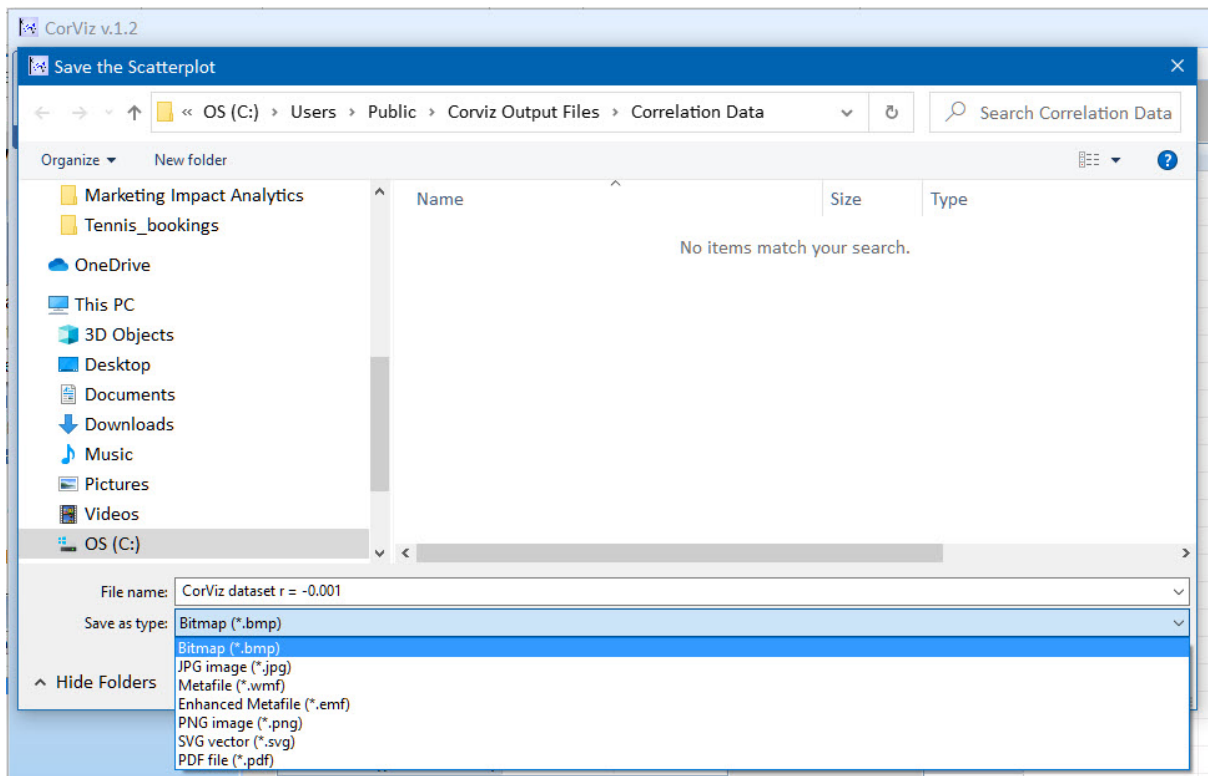 CorViz v.1.2
Save the Scatterplot
« OS (C:) › Users › Public › Corviz Output Files › Correlation Data
Search Correlation Data
Organize
New folder
Marketing Impact Analytics
Tennis_bookings
OneDrive
This PC
3D Objects
Desktop
Documents
Downloads
Music
Pictures
Videos
OS (C:)
Name Size Type
No items match your search.
File name: CorViz dataset r = -0.001
Save as type: Bitmap (*.bmp)
Bitmap (*.bmp)
JPG image (*.jpg)
Metafile (*.wmf)
Enhanced Metafile (*.emf)
PNG image (*.png)
SVG vector (*.svg)
PDF file (*.pdf)
Hide Folders